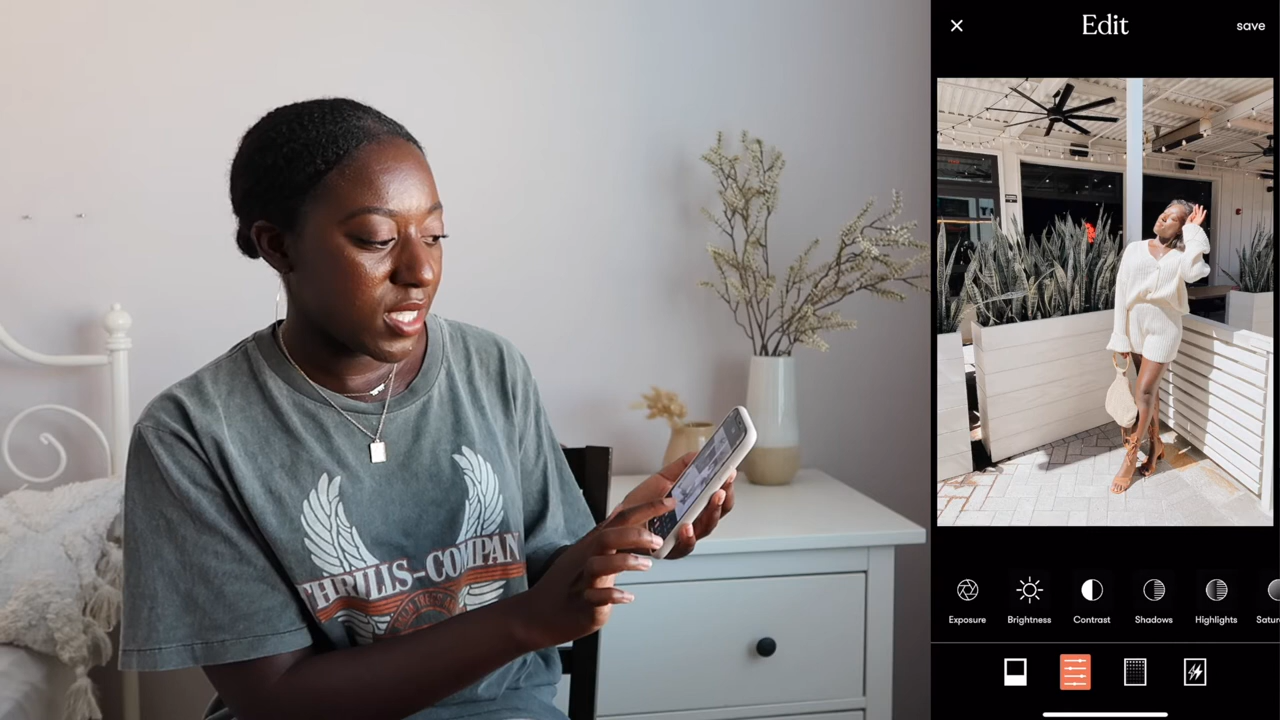 THRILLS-COMPAN
Edit
save
Exposure
Brightness
Contrast
Shadows
Highlights
Satur